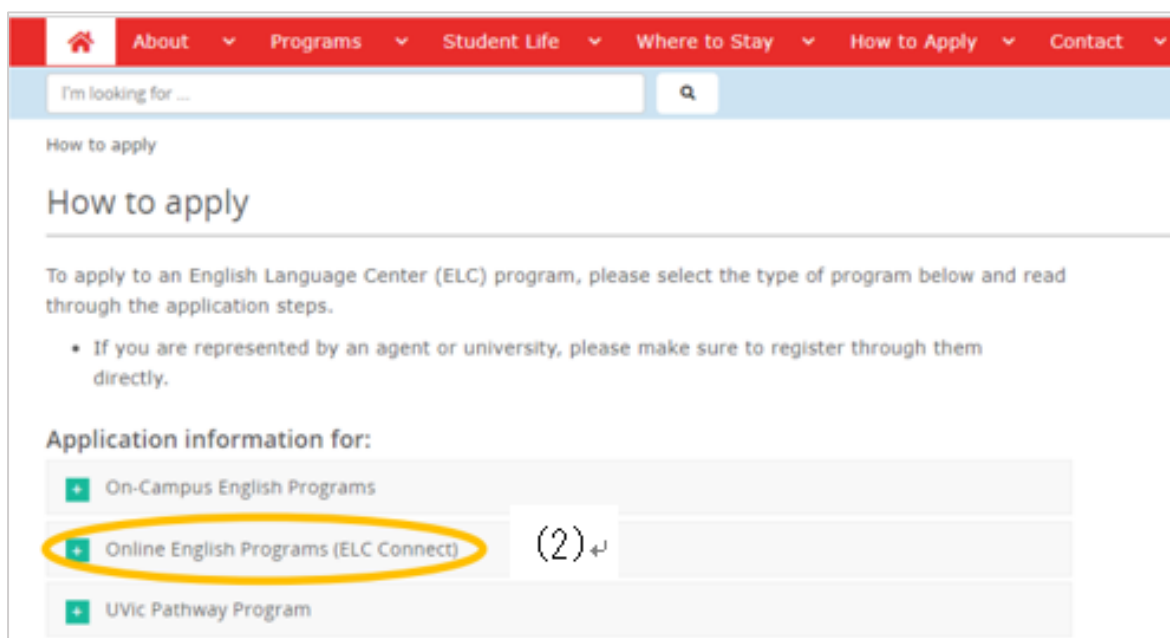 About Programs Student Life Where to Stay How to Apply Contact
I'm looking for ...
How to apply
How to apply
To apply to an English Language Center (ELC) program, please select the type of program below and read
through the application steps.
• If you are represented by an agent or university, please make sure to register through them
directly.
Application information for:
+ On-Campus English Programs
+ Online English Programs (ELC Connect) (2)↵
+ UVic Pathway Program